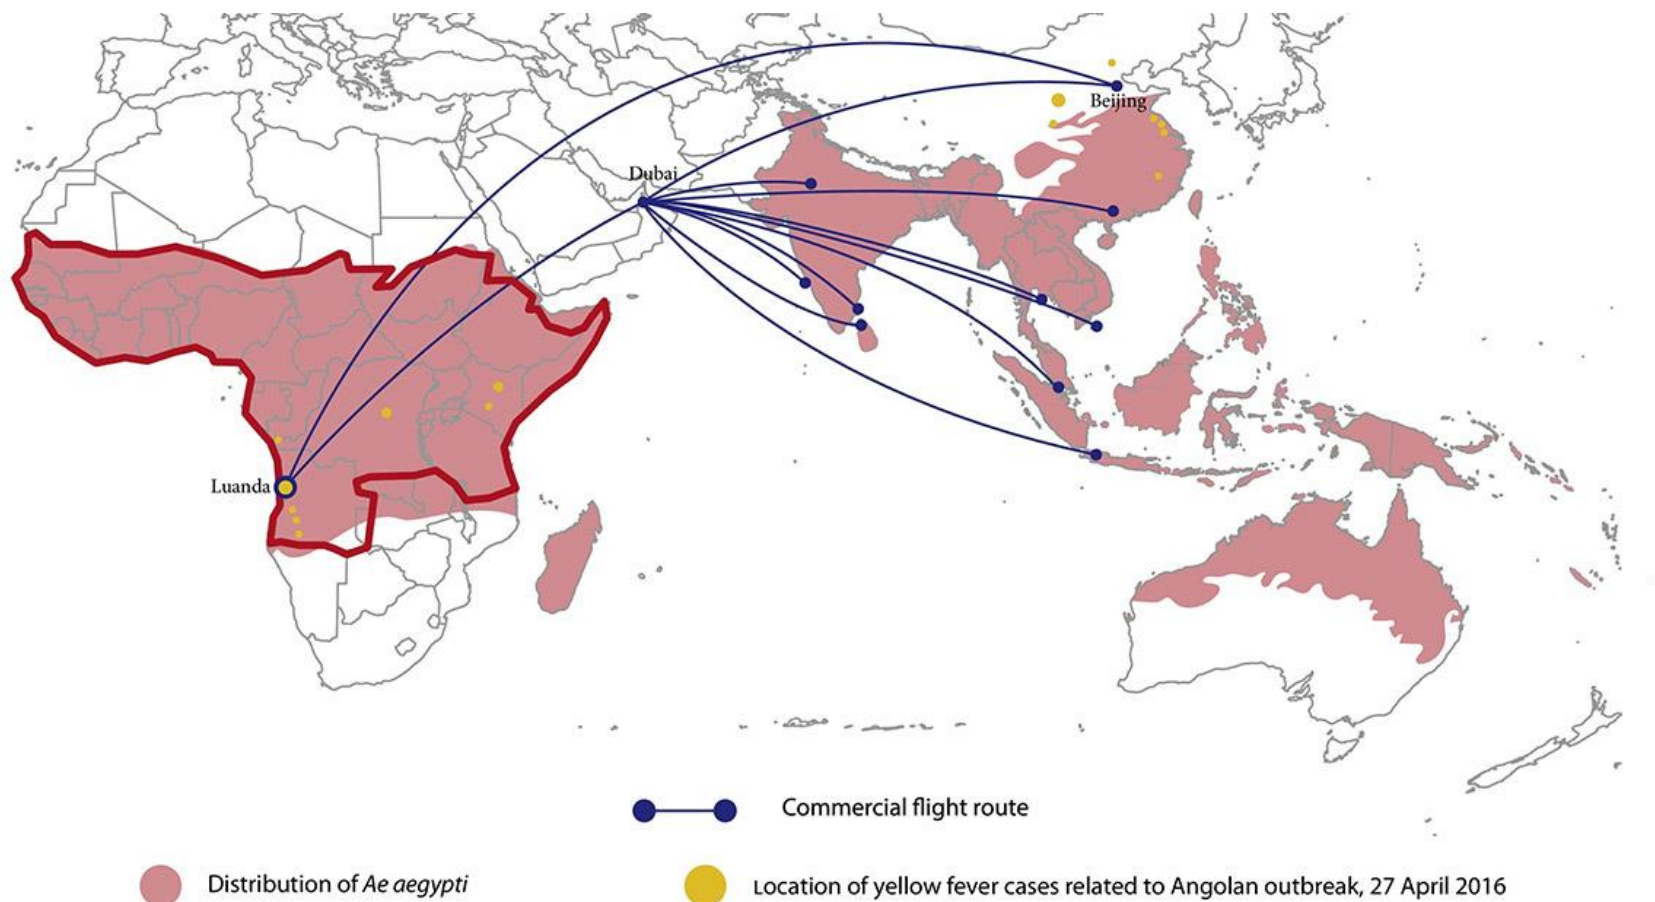 Beijing
Dubai
Luanda
Commercial flight route
Distribution of Ae aegypti
Location of yellow fever cases related to Angolan outbreak, 27 April 2016